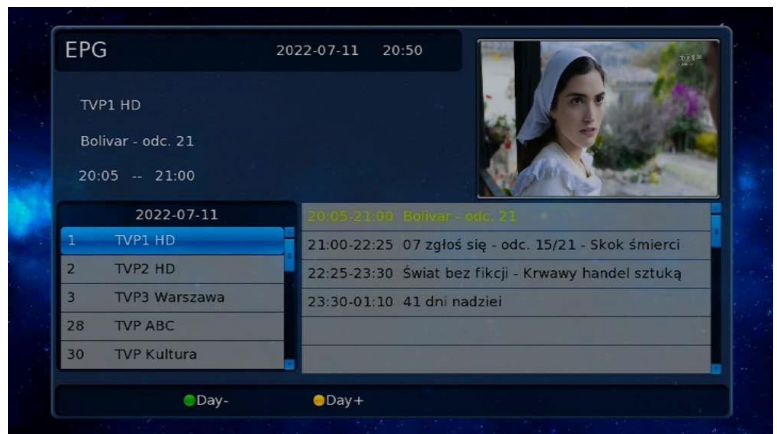 EPG
2022-07-11 20:50
TVP1 HD
Bolivar - odc. 21
20:05 -- 21:00
2022-07-11
1 TVP1 HD
2 TVP2 HD
3 TVP3 Warszawa
28 TVP ABC
30 TVP Kultura
20:05-21:00 Bolivar - odc. 21
21:00-22:25 07 zgłoś się - odc. 15/21 - Skok śmierci
22:25-23:30 Świat bez fikcji - Krwawy handel sztuką
23:30-01:10 41 dni nadziei
Day-
Day+